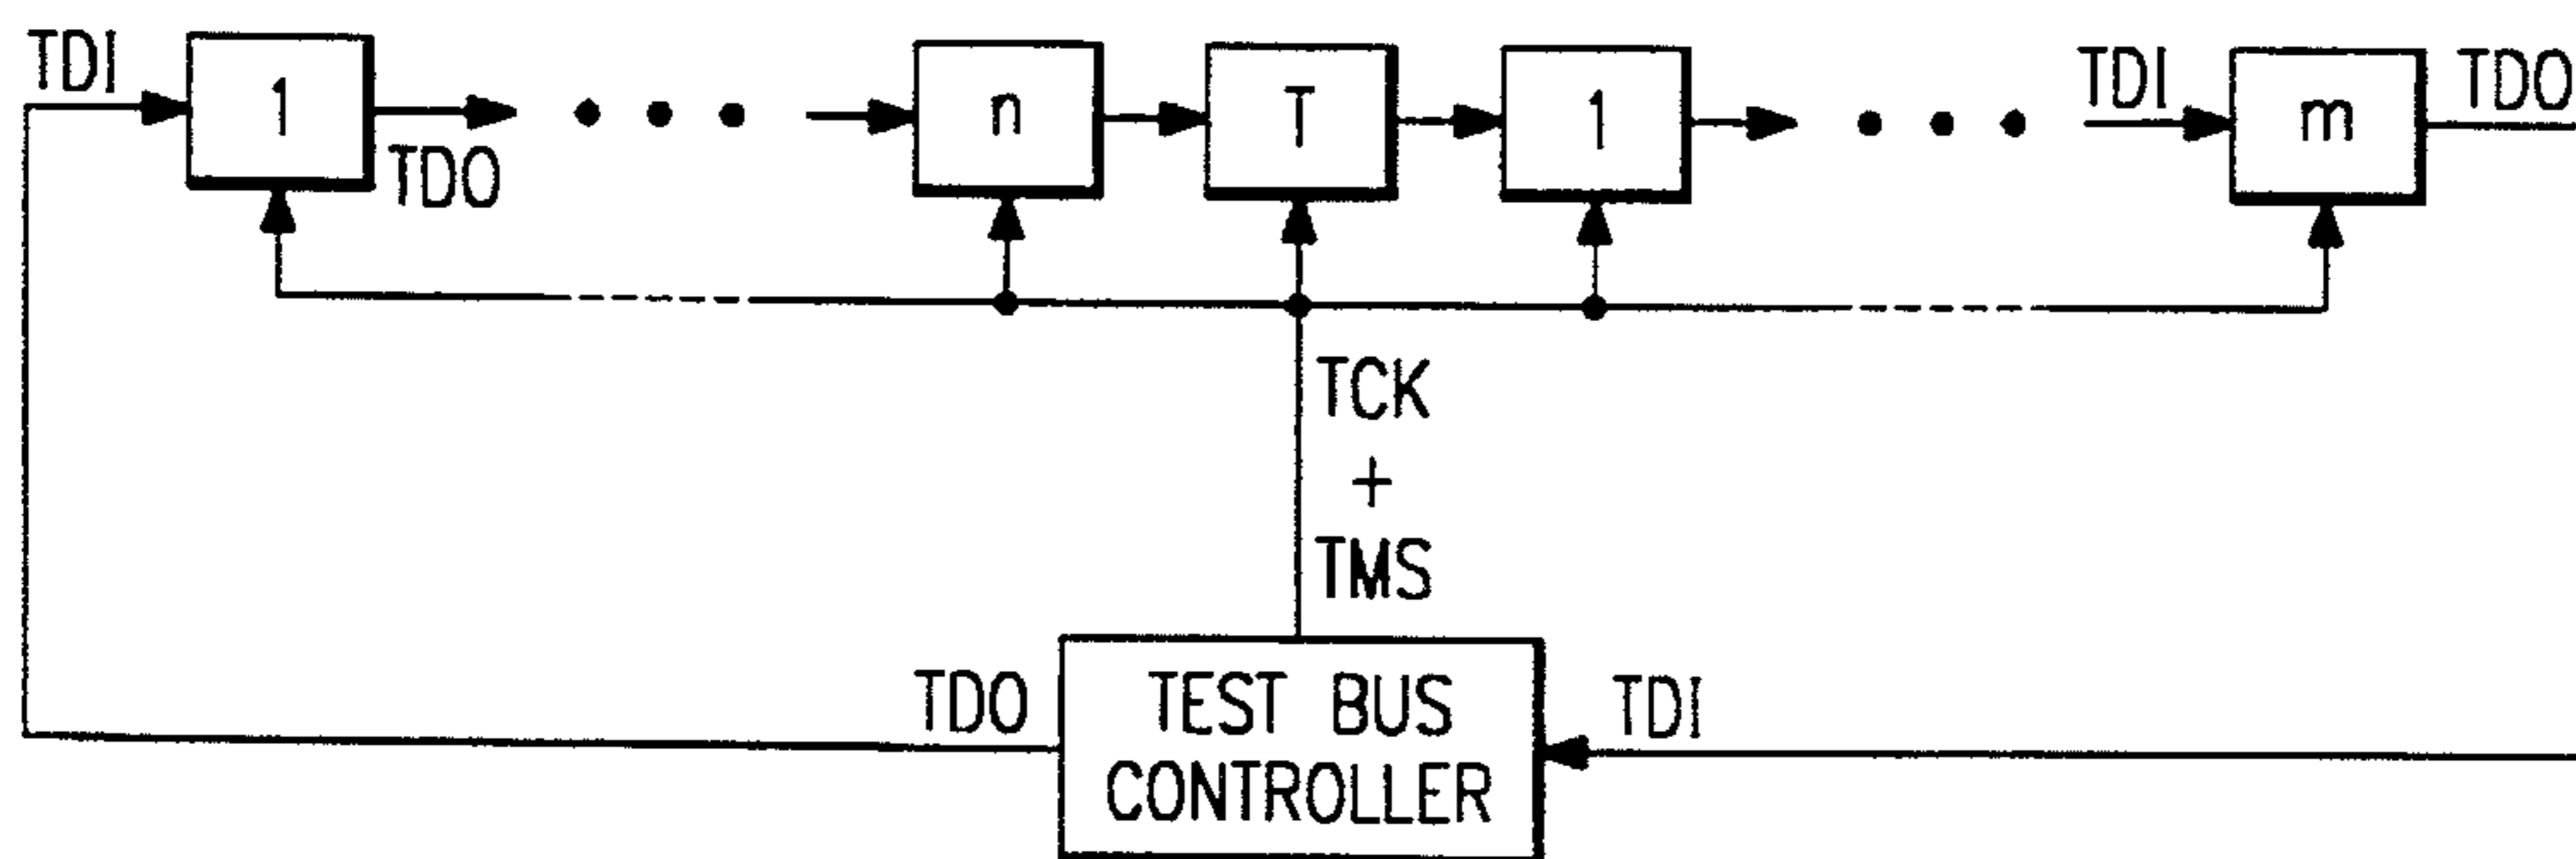 TDI
1
TDO
n
T
1
TDI
m
TDO
TCK
+
TMS
TDO
TEST BUS
CONTROLLER
TDI